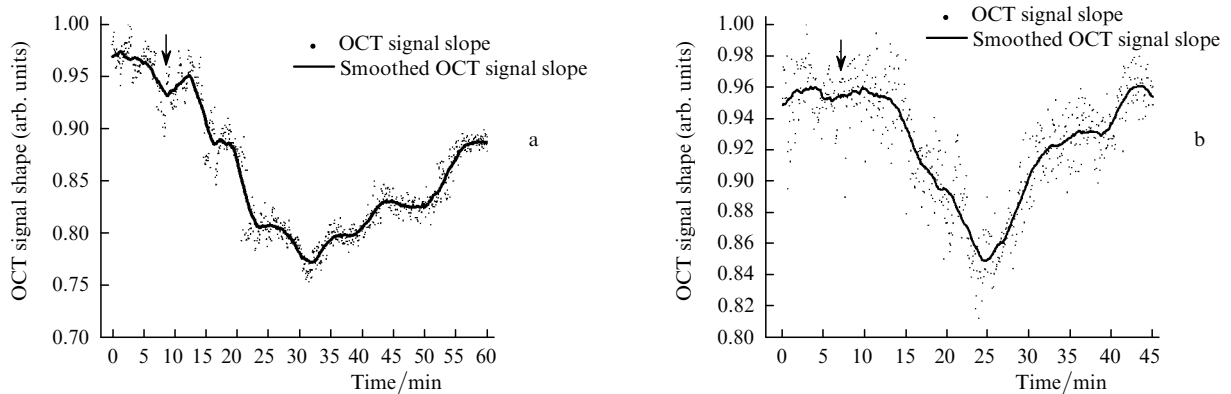 1.00
0.95
0.90
0.85
0.80
0.75
0.70
OCT signal shape (arb. units)
OCT signal slope
Smoothed OCT signal slope
a
0 5 10 15 20 25 30 35 40 45 50 55 60
Time/min
1.00
0.98
0.96
0.94
0.92
0.90
0.88
0.86
0.84
0.82
0.80
OCT signal shape (arb. units)
OCT signal slope
Smoothed OCT signal slope
b
0 5 10 15 20 25 30 35 40 45
Time/min